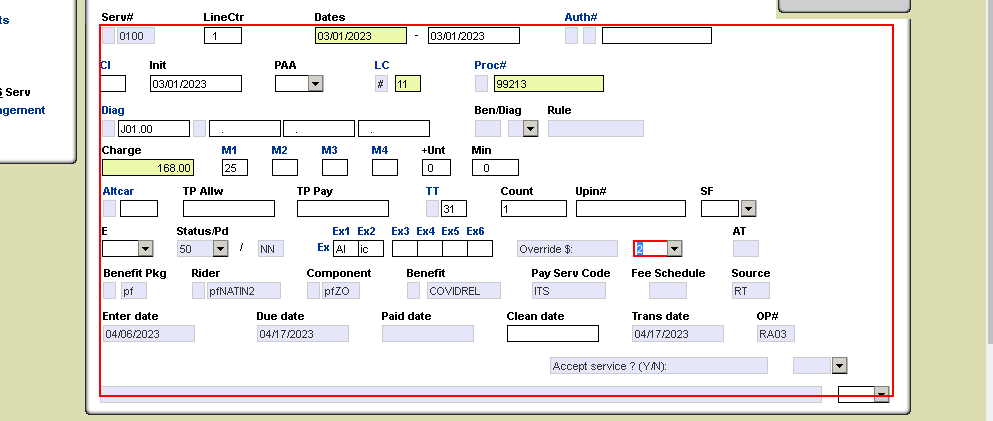 ts
S Serv
agement
Serv# LineCtr Dates Auth#
0100 1 03/01/2023 - 03/01/2023
CI Init PAA LC Proc#
03/01/2023 # 11 99213
Diag Ben/Diag Rule
J01.00 . . .
Charge M1 M2 M3 M4 +Unt Min
168.00 25 0 0
Altcar TP Allw TP Pay TT Count Upin# SF
31 1
E Status/Pd Ex1 Ex2 Ex3 Ex4 Ex5 Ex6 AT
50 / NN Ex AI ic Override $: 2
Benefit Pkg Rider Component Benefit Pay Serv Code Fee Schedule Source
pf pfNATIN2 pfZO COVIDREL ITS RT
Enter date Due date Paid date Clean date Trans date OP#
04/06/2023 04/17/2023 04/17/2023 RA03
Accept service ? (Y/N):